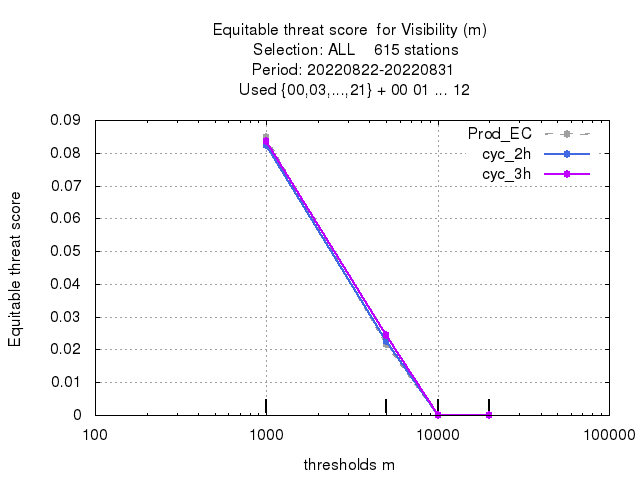 Equitable threat score  for Visibility (m)
Selection: ALL    615 stations
Period: 20220822-20220831
Used {00,03,...,21} + 00 01 ... 12
Prod_EC
cyc_2h
cyc_3h
Equitable threat score
0.09
0.08
0.07
0.06
0.05
0.04
0.03
0.02
0.01
0
100
1000
10000
100000
thresholds m